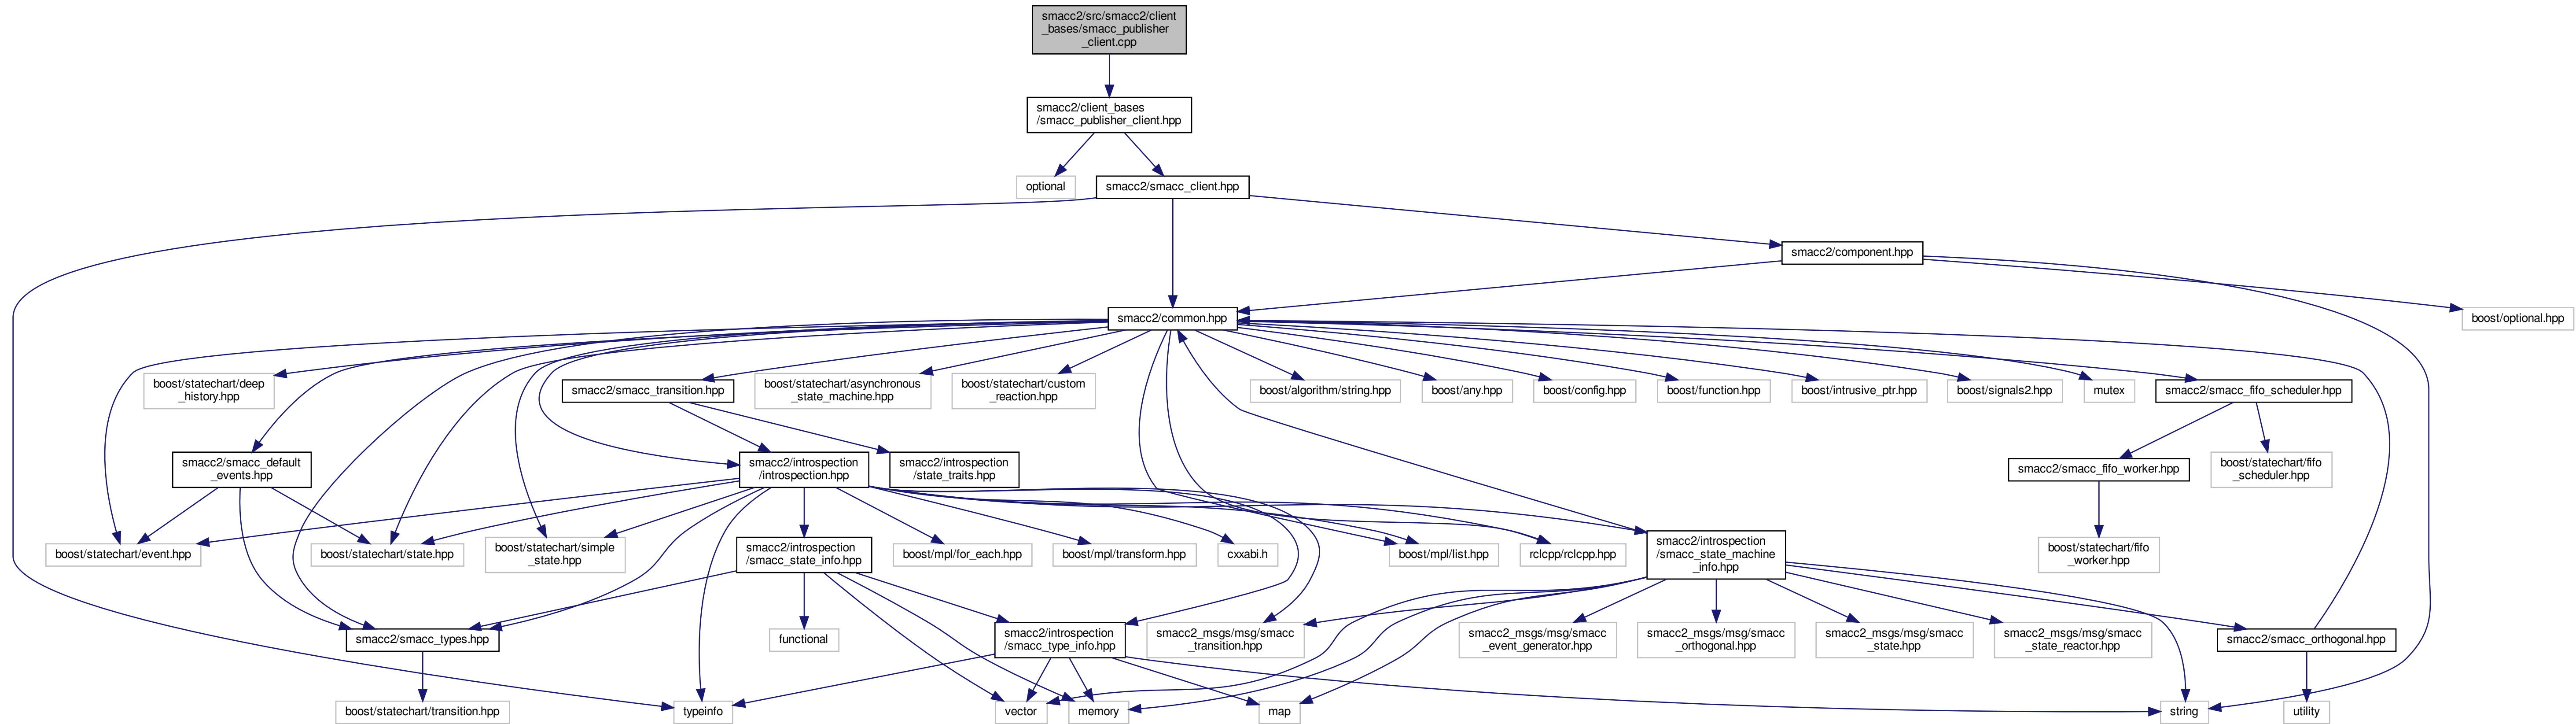 smacc2/src/smacc2/client
_bases/smacc_publisher
_client.cpp
smacc2/client_bases
/smacc_publisher_client.hpp
optional
smacc2/smacc_client.hpp
smacc2/component.hpp
smacc2/common.hpp
boost/optional.hpp
boost/statechart/deep
_history.hpp
smacc2/smacc_transition.hpp
boost/statechart/asynchronous
_state_machine.hpp
boost/statechart/custom
_reaction.hpp
boost/algorithm/string.hpp
boost/any.hpp
boost/config.hpp
boost/function.hpp
boost/intrusive_ptr.hpp
boost/signals2.hpp
mutex
smacc2/smacc_fifo_scheduler.hpp
smacc2/smacc_default
_events.hpp
smacc2/introspection
/introspection.hpp
smacc2/introspection
/state_traits.hpp
smacc2/smacc_fifo_worker.hpp
boost/statechart/fifo
_scheduler.hpp
boost/statechart/event.hpp
boost/statechart/state.hpp
boost/statechart/simple
_state.hpp
smacc2/introspection
/smacc_state_info.hpp
boost/mpl/for_each.hpp
boost/mpl/transform.hpp
cxxabi.h
boost/mpl/list.hpp
rclcpp/rclcpp.hpp
smacc2/introspection
/smacc_state_machine
_info.hpp
boost/statechart/fifo
_worker.hpp
smacc2/smacc_types.hpp
functional
smacc2/introspection
/smacc_type_info.hpp
smacc2_msgs/msg/smacc
_transition.hpp
smacc2_msgs/msg/smacc
_event_generator.hpp
smacc2_msgs/msg/smacc
_orthogonal.hpp
smacc2_msgs/msg/smacc
_state.hpp
smacc2_msgs/msg/smacc
_state_reactor.hpp
smacc2/smacc_orthogonal.hpp
boost/statechart/transition.hpp
typeinfo
vector
memory
map
string
utility